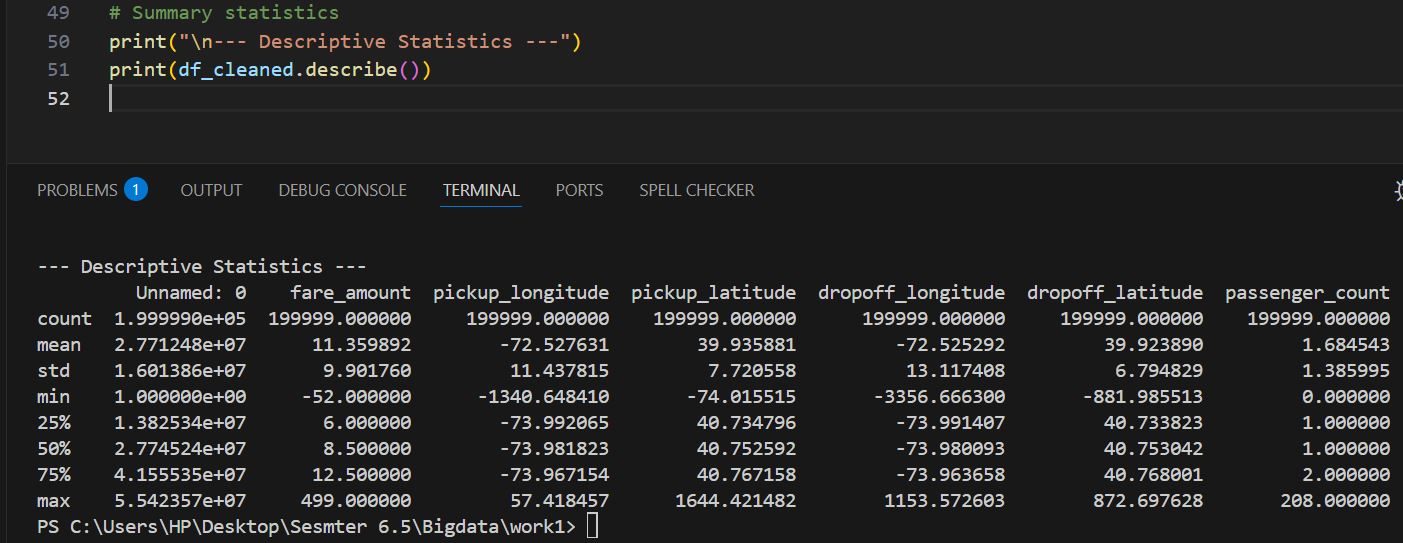 49 # Summary statistics
50 print("\n--- Descriptive Statistics ---")
51 print(df_cleaned.describe())
52
PROBLEMS 1 OUTPUT DEBUG CONSOLE TERMINAL PORTS SPELL CHECKER
--- Descriptive Statistics ---
Unnamed: 0 fare_amount pickup_longitude pickup_latitude dropoff_longitude dropoff_latitude passenger_count
count 1.999990e+05 199999.000000 199999.000000 199999.000000 199999.000000 199999.000000 199999.000000
mean 2.771248e+07 11.359892 -72.527631 39.935881 -72.525292 39.923890 1.684543
std 1.601386e+07 9.901760 11.437815 7.720558 13.117408 6.794829 1.385995
min 1.000000e+00 -52.000000 -1340.648410 -74.015515 -3356.666300 -881.985513 0.000000
25% 1.382534e+07 6.000000 -73.992065 40.734796 -73.991407 40.733823 1.000000
50% 2.774524e+07 8.500000 -73.981823 40.752592 -73.980093 40.753042 1.000000
75% 4.155535e+07 12.500000 -73.967154 40.767158 -73.963658 40.768001 2.000000
max 5.542357e+07 499.000000 57.418457 1644.421482 1153.572603 872.697628 208.000000
PS C:\Users\HP\Desktop\Sesmter 6.5\Bigdata\work1>